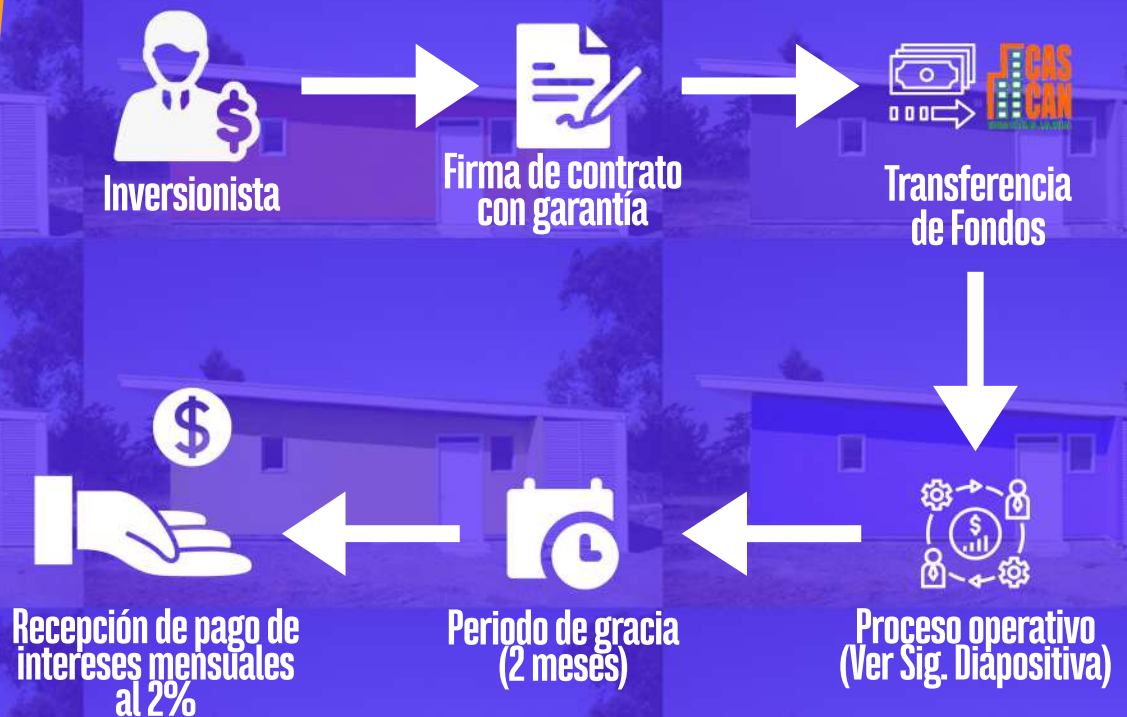 Inversionista
Firma de contrato
con garantía
CAS
CAN
Transferencia
de Fondos
Proceso operativo
(Ver Sig. Diapositiva)
Periodo de gracia
(2 meses)
Recepción de pago de
intereses mensuales
al 2%